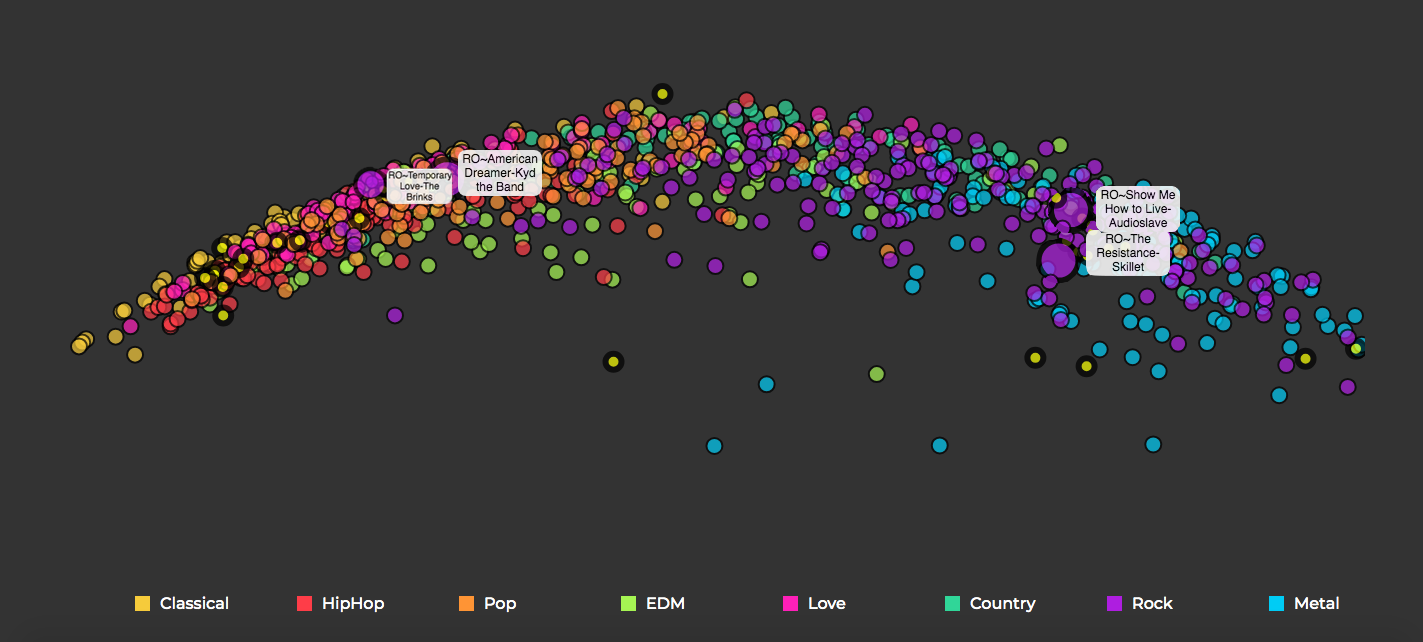 RO~American
Dreamer-Kyd
the Band
RO~Temporary
Love-The
Brinks
RO~Show Me
How to Live-
Audioslave
RO~The
Resistance-
Skillet
Classical
HipHop
Pop
EDM
Love
Country
Rock
Metal